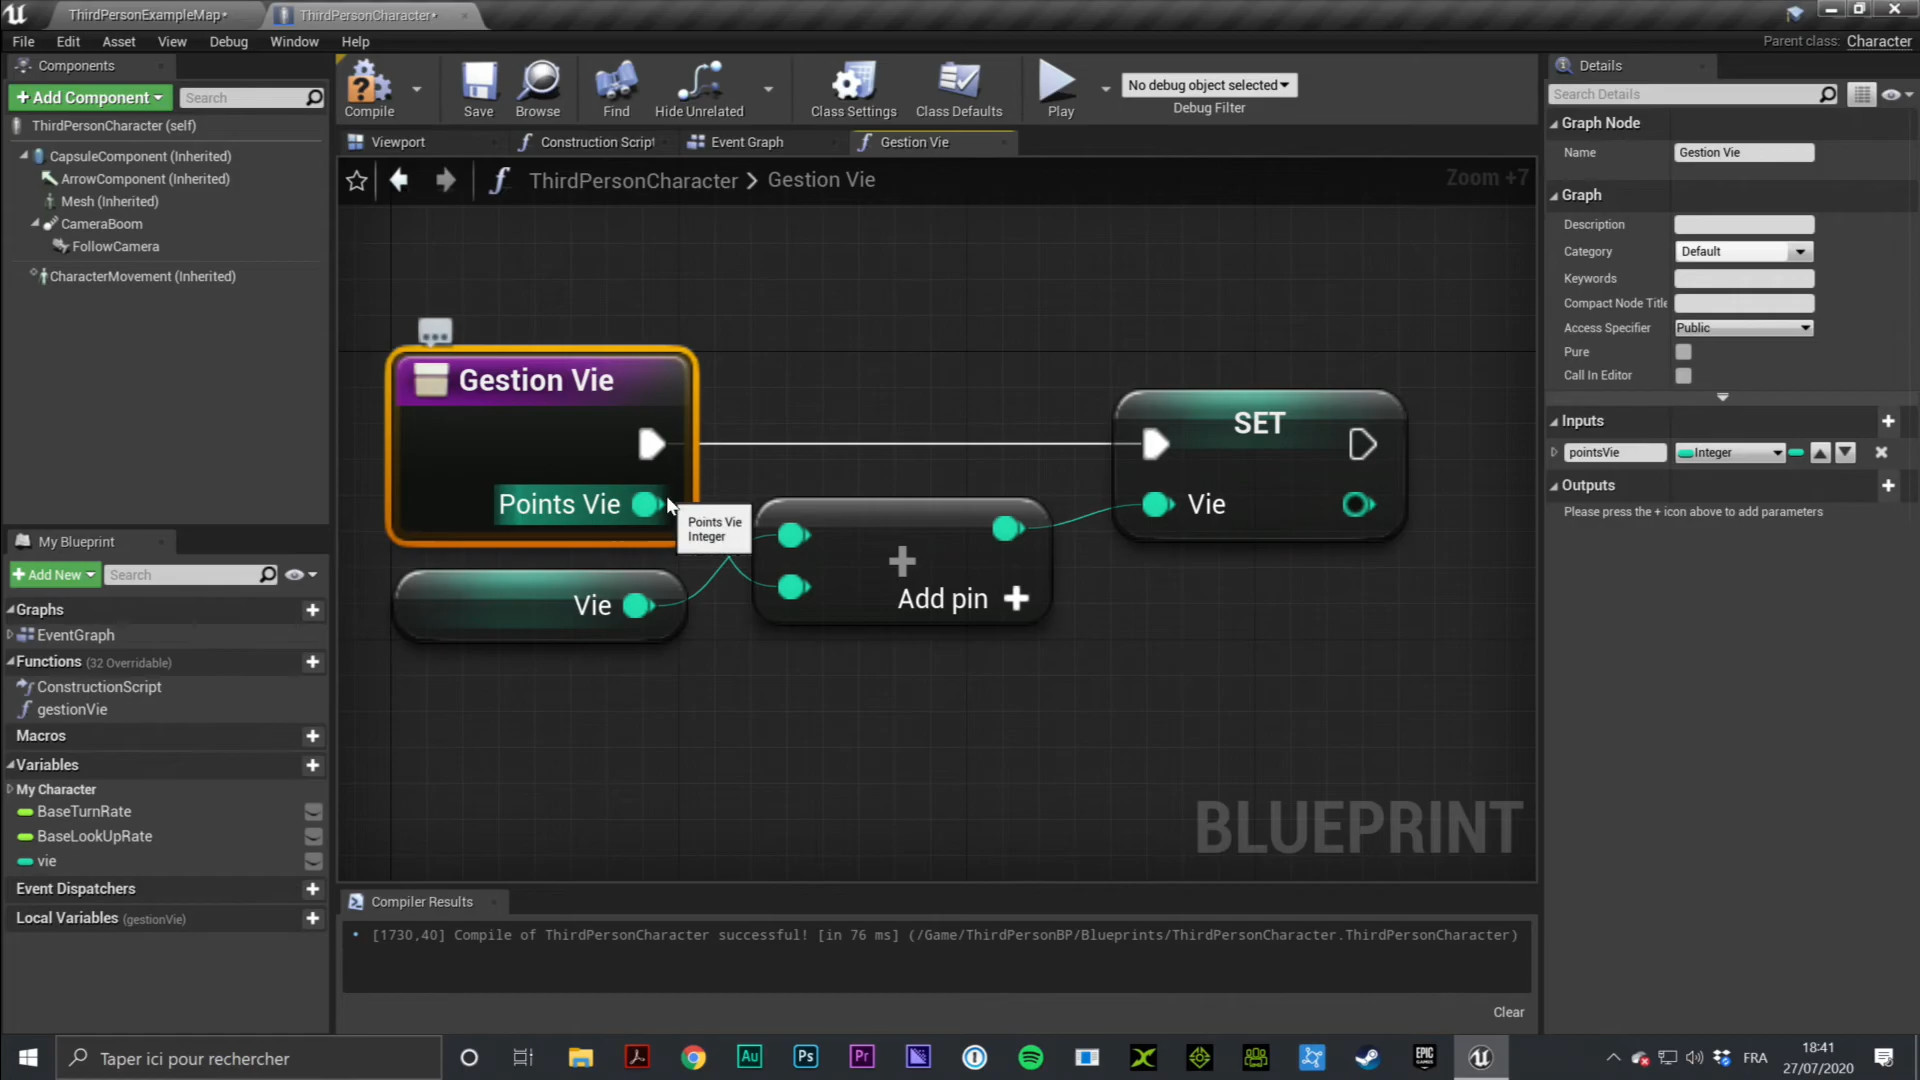 ThirdPersonExampleMap*
ThirdPersonCharacter*
File Edit Asset View Debug Window Help
Parent class: Character
Components
+ Add Component
Search
ThirdPersonCharacter (self)
CapsuleComponent (Inherited)
ArrowComponent (Inherited)
Mesh (Inherited)
CameraBoom
FollowCamera
CharacterMovement (Inherited)
My Blueprint
+ Add New
Search
Graphs
EventGraph
Functions (32 Overridable)
ConstructionScript
gestionVie
Macros
Variables
My Character
BaseTurnRate
BaseLookUpRate
vie
Event Dispatchers
Local Variables (gestionVie)
Compile
Save
Browse
Find
Hide Unrelated
Class Settings
Class Defaults
Play
No debug object selected
Debug Filter
Viewport
Construction Script
Event Graph
Gestion Vie
ThirdPersonCharacter > Gestion Vie
Zoom +7
Gestion Vie
Points Vie
Points Vie
Integer
Vie
Add pin +
SET
Vie
BLUEPRINT
Compiler Results
[1730,40] Compile of ThirdPersonCharacter successful! [in 76 ms] (/Game/ThirdPersonBP/Blueprints/ThirdPersonCharacter.ThirdPersonCharacter)
Clear
Details
Search Details
Graph Node
Name Gestion Vie
Graph
Description
Category Default
Keywords
Compact Node Title
Access Specifier Public
Pure
Call In Editor
Inputs
pointsVie Integer
Outputs
Please press the + icon above to add parameters
Taper ici pour rechercher
Au
Ps
Pr
EPIC GAMES
FRA
18:41
27/07/2020